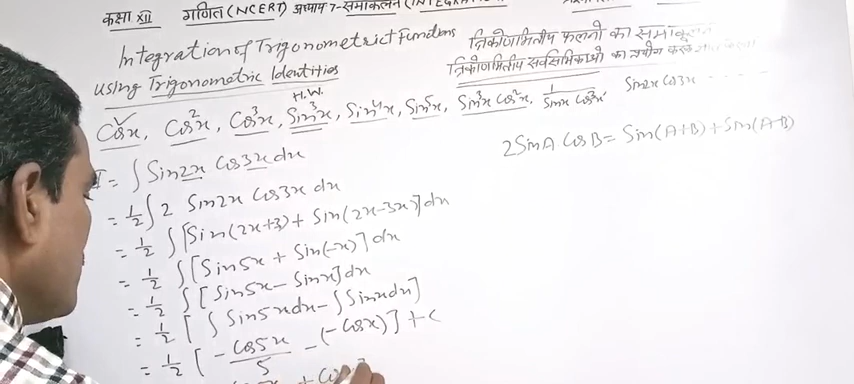 कक्षा XII गणित (NCERT) अध्याय 7-समाकलन (INTEGRAT
Integration of Trigonometrict Functions त्रिकोणमितीय फलनों का समाकलन
using Trigonometric Identities त्रिकोणमितीय सर्वसमिकाओं का प्रयोग करके
H.W.
Cosx, Cos²x, Cos³x, Sin³x, Sin⁴x, Sin⁵x, Sin³x Cos²x, 1/(Sinx Cos³x), Sin2x Cos3x - - - -
2SinA CosB = Sin(A+B) + Sin(A-B)
I = ∫ Sin2x Cos3x dx
= 1/2 ∫ 2 Sin2x Cos3x dx
= 1/2 ∫ [Sin(2x+3) + Sin(2x-3x)] dx
= 1/2 ∫ [Sin5x + Sin(-x)] dx
= 1/2 ∫ [Sin5x - Sinx] dx
= 1/2 [∫ Sin5x dx - ∫ Sinx dx]
= 1/2 [-Cos5x/5 - (-Cosx)] + C